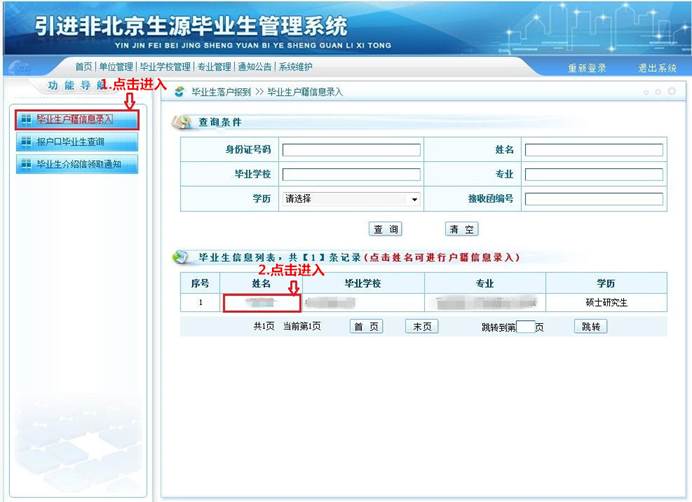 引进非北京生源毕业生管理系统
YIN JIN FEI BEI JING SHENG YUAN BI YE SHENG GUAN LI XI TONG
首页 | 单位管理 | 毕业学校管理 | 专业管理 | 通知公告 | 系统维护
重新登录 退出系统
功能导航
1.点击进入
毕业生户籍信息录入
报户口毕业生查询
毕业生介绍信领取通知
毕业生落户报到 >> 毕业生户籍信息录入
查询条件
身份证号码 姓名
毕业学校 专业
学历 请选择 接收函编号
查 询 清 空
毕业生信息列表，共【1】条记录(点击姓名可进行户籍信息录入)
2.点击进入
序号 姓名 毕业学校 专业 学历
1 硕士研究生
共1页 当前第1页 首 页 末页 跳转到第 页 跳转